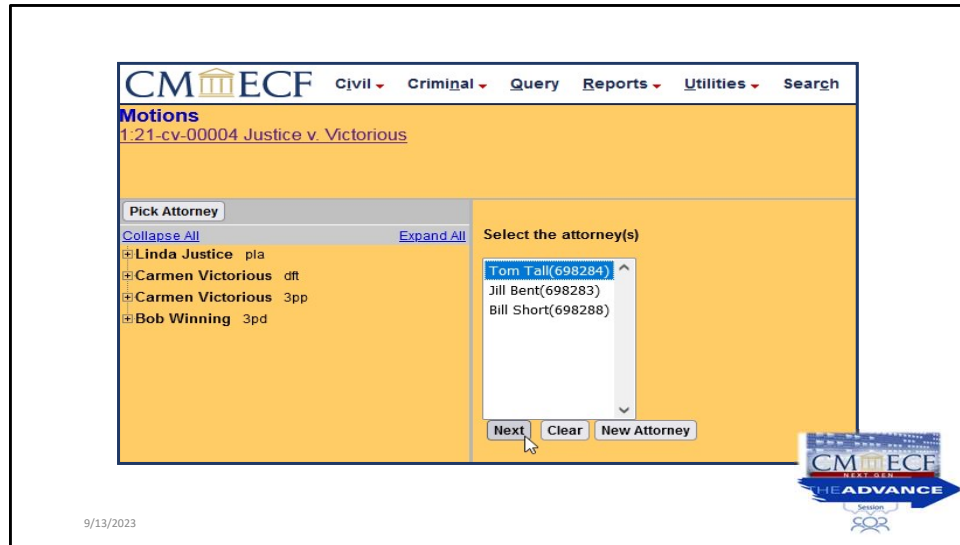 CM ECF Civil Criminal Query Reports Utilities Search
Motions
1:21-cv-00004 Justice v. Victorious
Pick Attorney
Collapse All Expand All
Linda Justice pla
Carmen Victorious dft
Carmen Victorious 3pp
Bob Winning 3pd
Select the attorney(s)
Tom Tall(698284)
Jill Bent(698283)
Bill Short(698288)
Next Clear New Attorney
CM ECF
NEXT GEN
THE ADVANCE
Session
9/13/2023